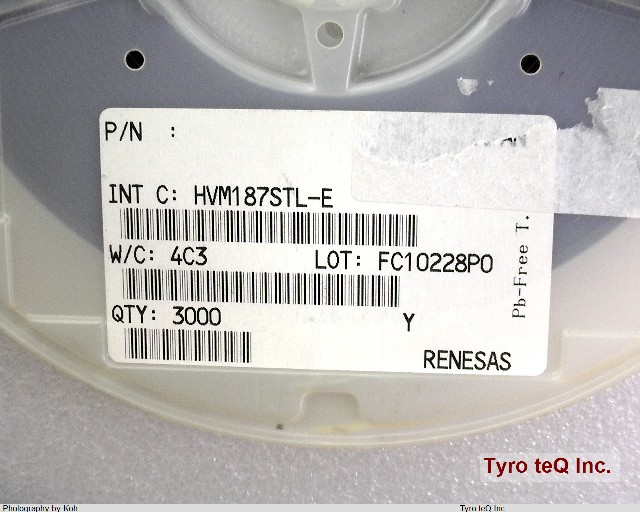 P/N :
INT C: HVM187STL-E
W/C: 4C3 LOT: FC10228P0
QTY: 3000 Y
RENESAS
Pb-Free T.
Tyro teQ Inc.
Photography by Koh Tyro teQ Inc